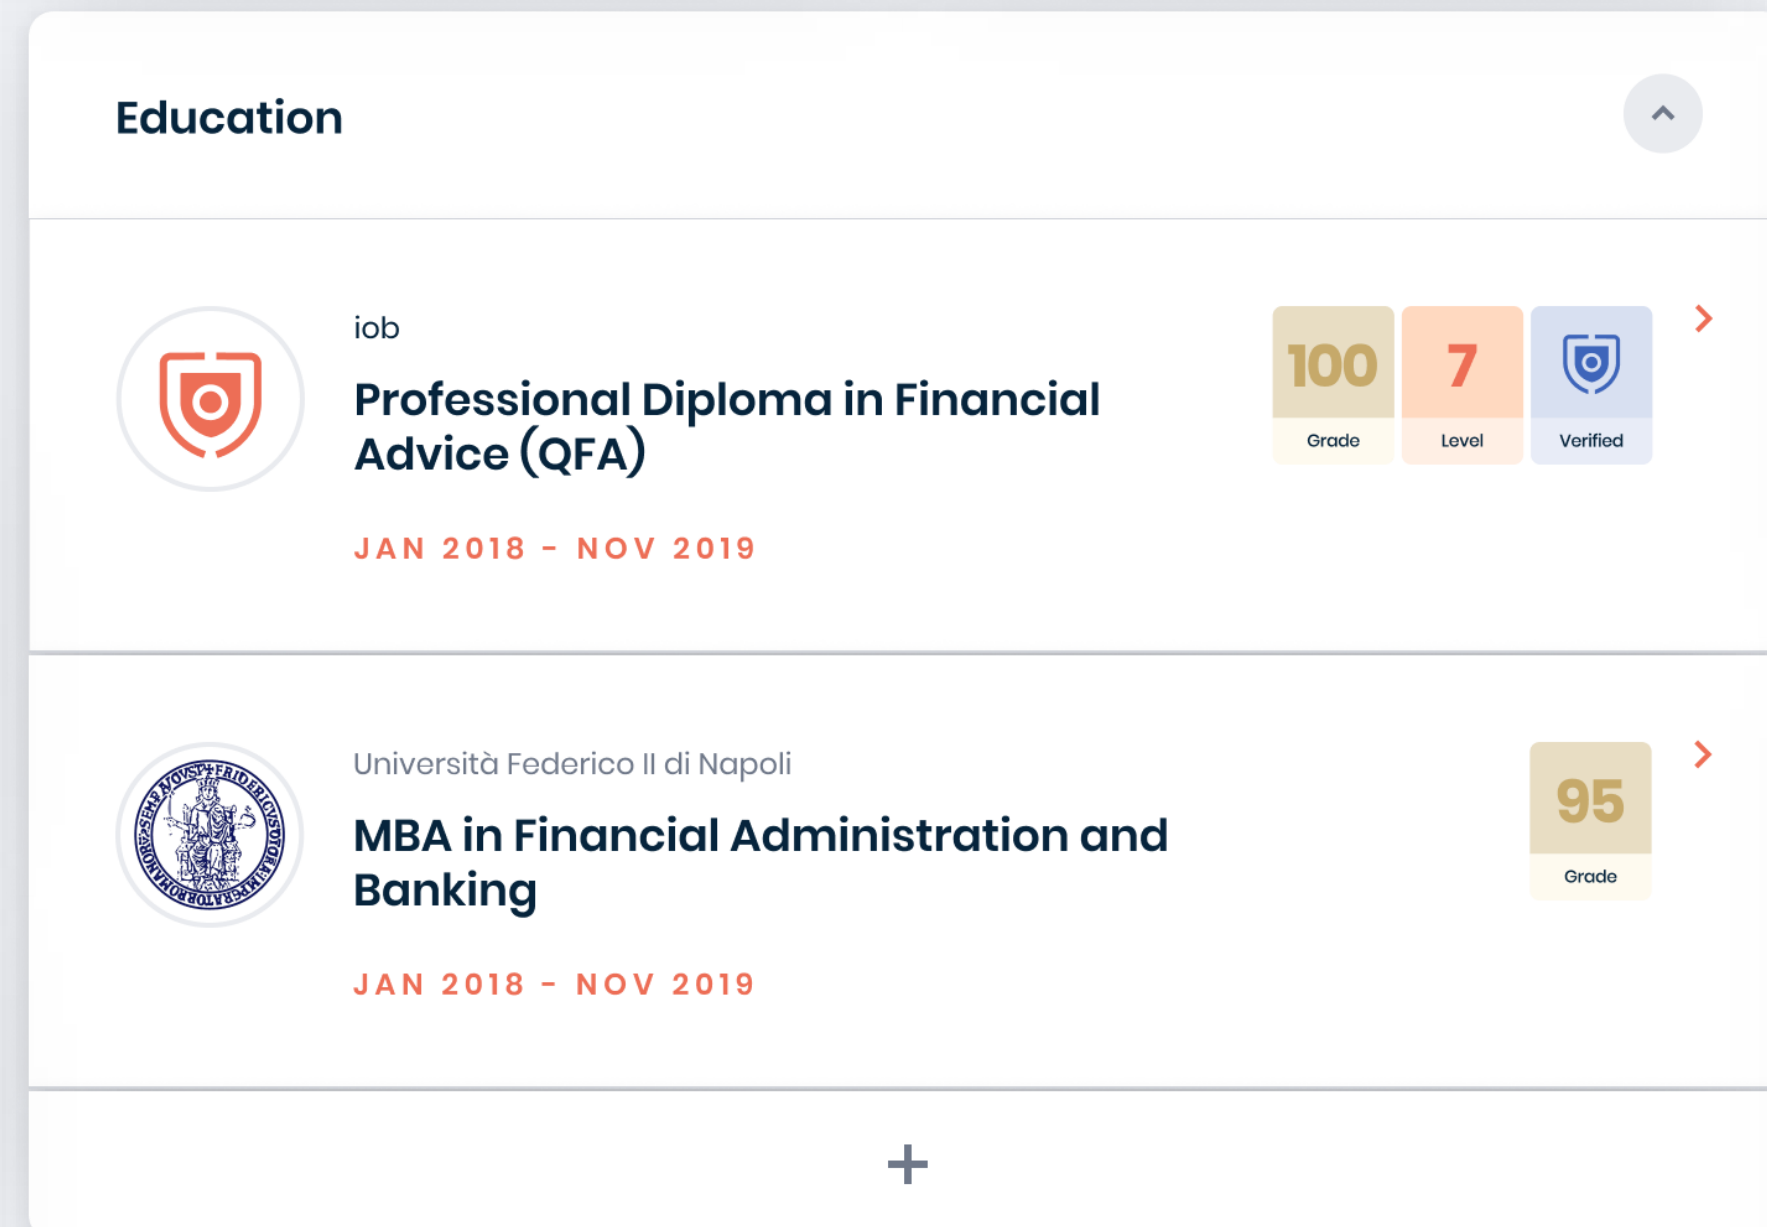 Education
iob
Professional Diploma in Financial
Advice (QFA)
JAN 2018 - NOV 2019
100
Grade
7
Level
Verified
Università Federico II di Napoli
MBA in Financial Administration and
Banking
JAN 2018 - NOV 2019
95
Grade